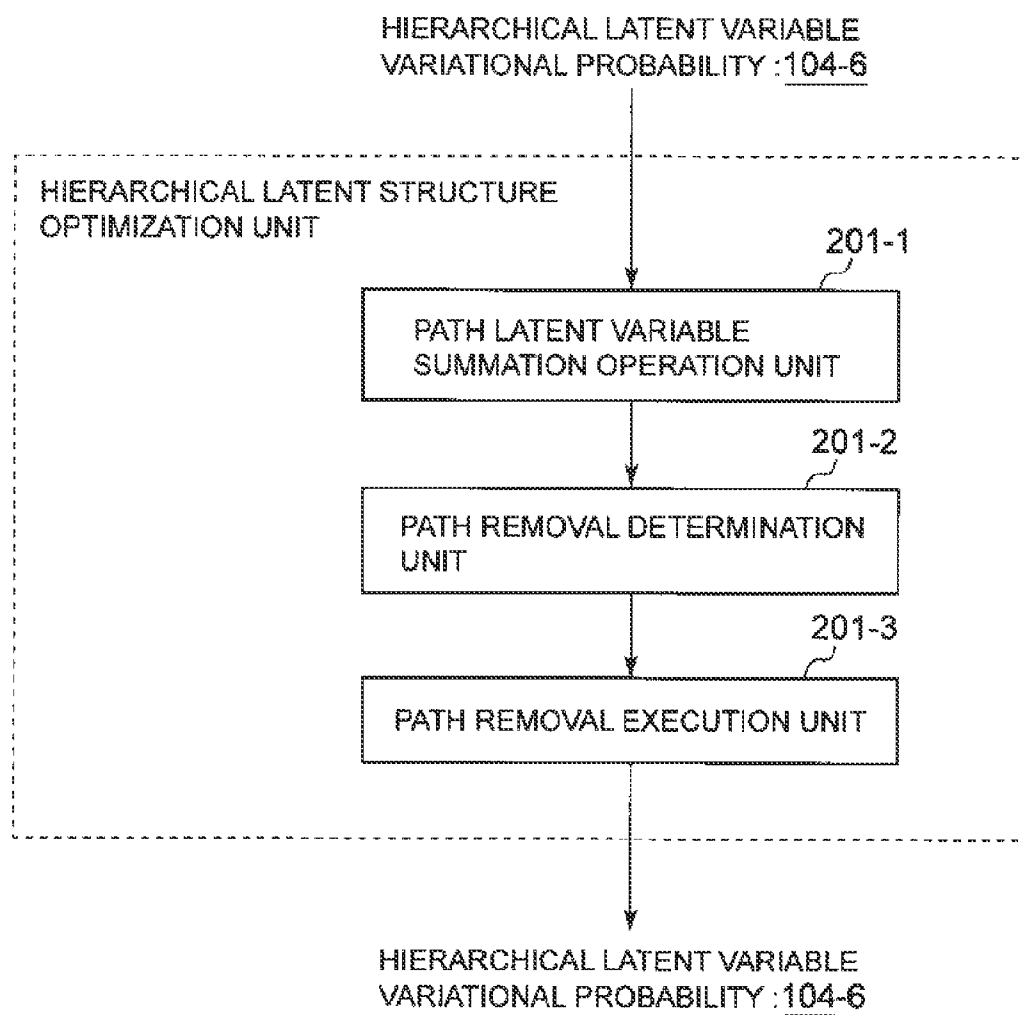 HIERARCHICAL LATENT VARIABLE
VARIATIONAL PROBABILITY : 104-6
HIERARCHICAL LATENT STRUCTURE
OPTIMIZATION UNIT
201-1
PATH LATENT VARIABLE
SUMMATION OPERATION UNIT
201-2
PATH REMOVAL DETERMINATION
UNIT
201-3
PATH REMOVAL EXECUTION UNIT
HIERARCHICAL LATENT VARIABLE
VARIATIONAL PROBABILITY : 104-6